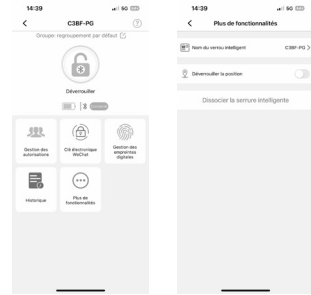 14:39
5G
C3BF-PG
Groupe: regroupement par défaut
Déverrouiller
Gestion des
autorisations
Clé électronique
WeChat
Gestion des
empreintes
digitales
Historique
Plus de
fonctionnalités
14:39
5G
Plus de fonctionnalités
Nom du verrou intelligent
C3BF-PG
Déverrouiller la position
Dissocier la serrure intelligente